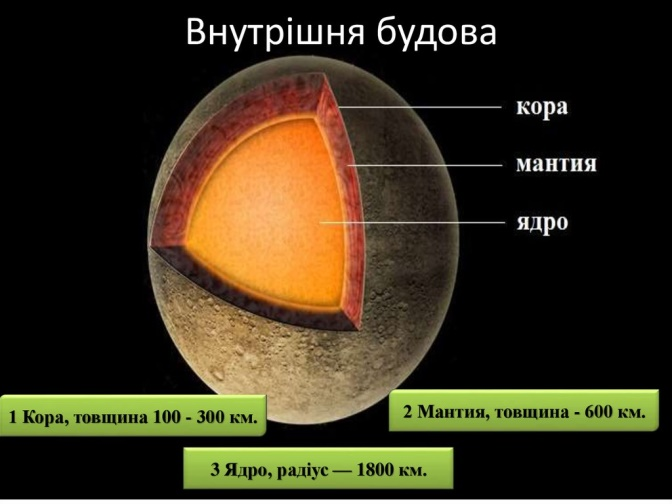 Внутрішня будова
кора
мантия
ядро
1 Кора, товщина 100 - 300 км.
2 Мантия, товщина - 600 км.
3 Ядро, радіус — 1800 км.